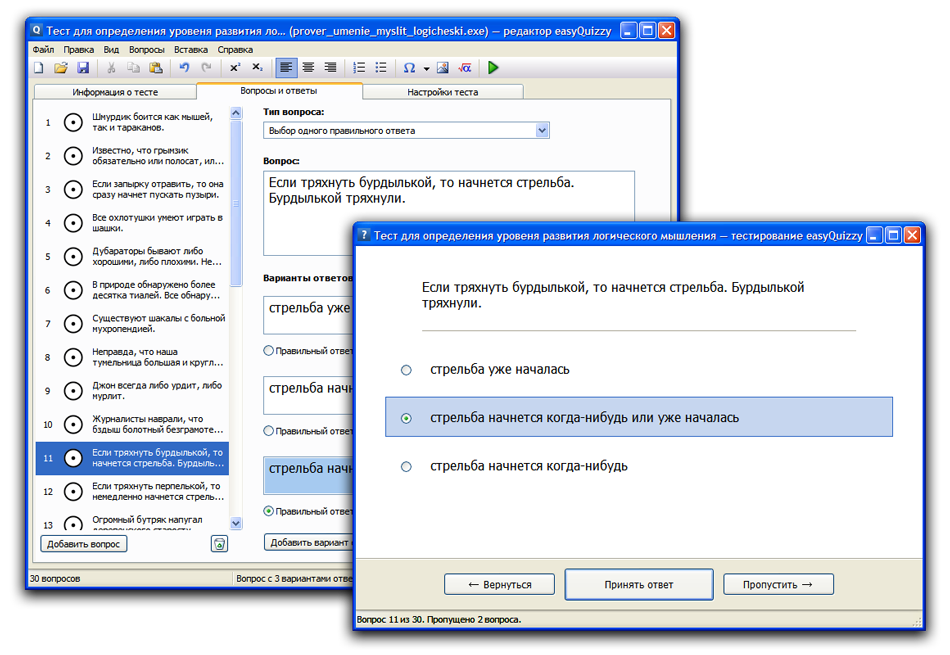 Тест для определения уровеня развития ло... (prover_umenie_myslit_logicheski.exe) — редактор easyQuizzy
Файл Правка Вид Вопросы Вставка Справка
Информация о тесте
Вопросы и ответы
Настройки теста
1 Шмурдик боится как мышей,
так и тараканов.
2 Известно, что грымзик
обязательно или полосат, ил...
3 Если запырку отравить, то она
сразу начнет пускать пузыри.
4 Все охлотушки умеют играть в
шашки.
5 Дубараторы бывают либо
хорошими, либо плохими. Не...
6 В природе обнаружено более
десятка тиалей. Все обнару...
7 Существуют шакалы с больной
нухропендией.
8 Неправда, что наша
тумельница большая и кругл...
9 Джон всегда либо урдит, либо
мурлит.
10 Журналисты наврали, что
бздыш болотный безграмоте...
11 Если тряхнуть бурдылькой, то
начнется стрельба. Бурдыль...
12 Если тряхнуть перпелькой, то
немедленно начнется стрель...
13 Огромный бутряк напугал
деревенского старосту
Добавить вопрос
30 вопросов
Тип вопроса:
Выбор одного правильного ответа
Вопрос:
Если тряхнуть бурдылькой, то начнется стрельба.
Бурдылькой тряхнули.
Варианты ответов
стрельба уже
Правильный ответ
стрельба начн
Правильный ответ
стрельба начн
Правильный ответ
Добавить вариант
Вопрос с 3 вариантами отве
Тест для определения уровеня развития логического мышления — тестирование easyQuizzy
Если тряхнуть бурдылькой, то начнется стрельба. Бурдылькой
тряхнули.
стрельба уже началась
стрельба начнется когда-нибудь или уже началась
стрельба начнется когда-нибудь
← Вернуться
Принять ответ
Пропустить →
Вопрос 11 из 30. Пропущено 2 вопроса.